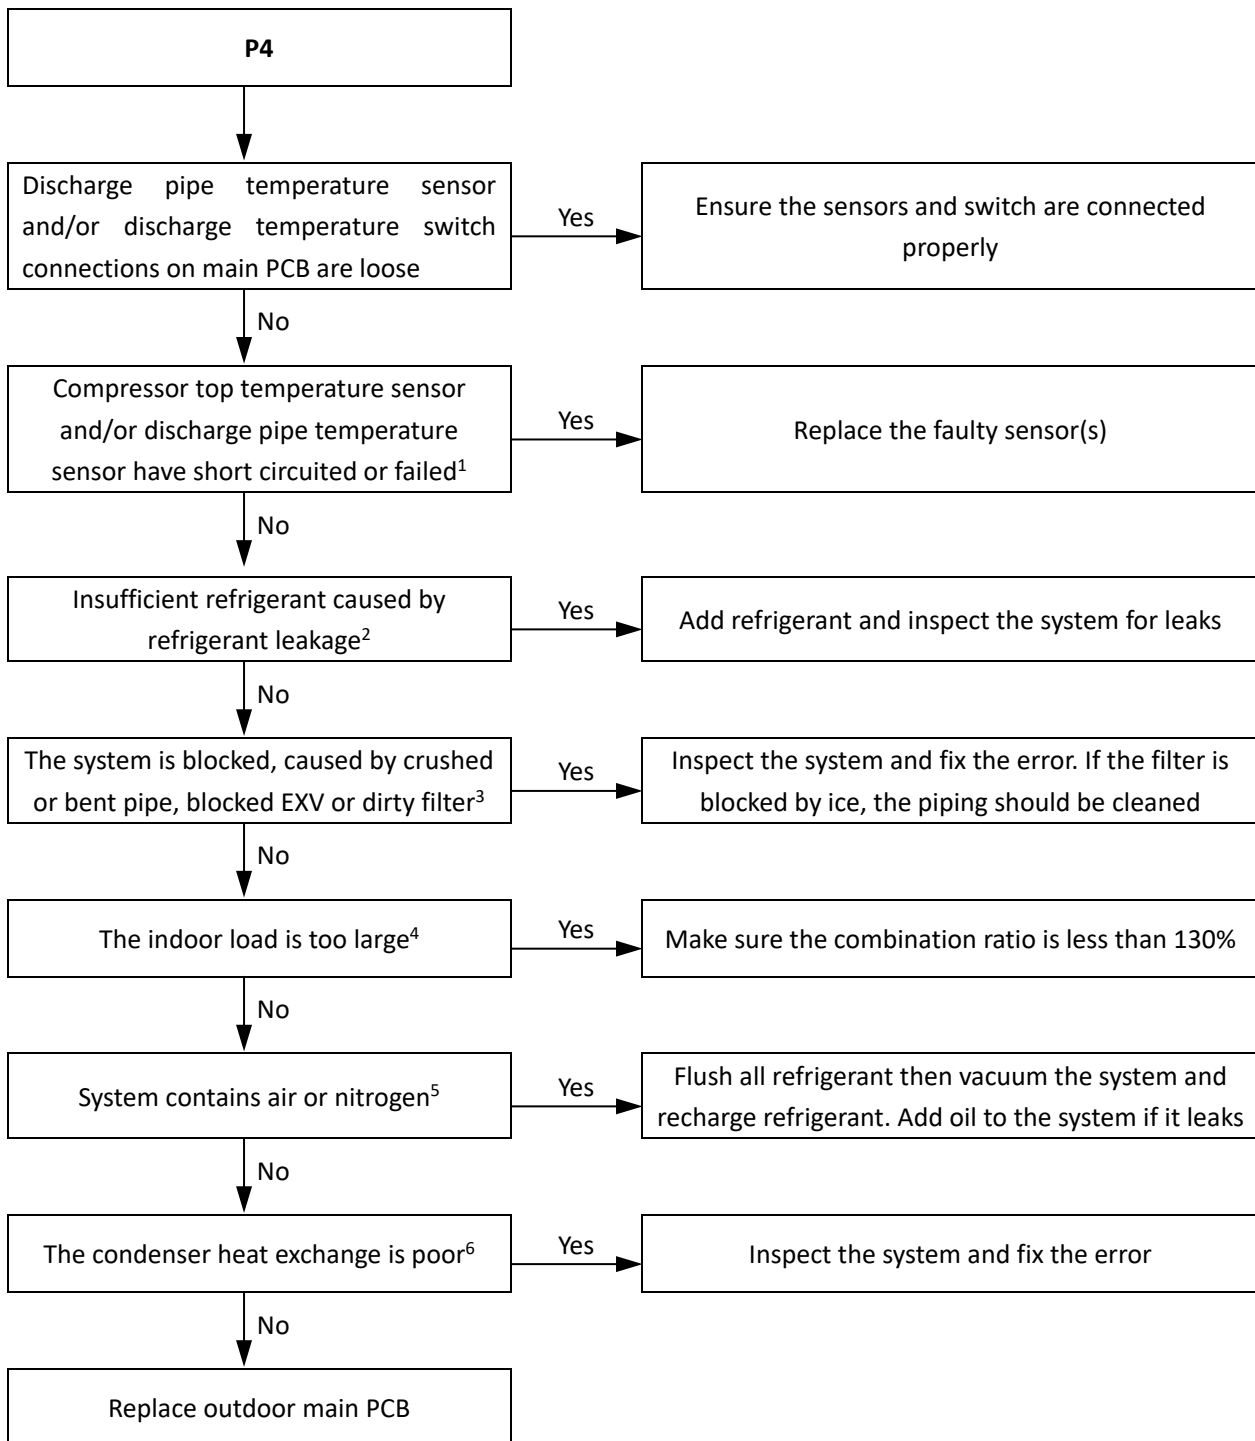 P4
Discharge pipe temperature sensor
and/or discharge temperature switch
connections on main PCB are loose
Yes
Ensure the sensors and switch are connected
properly
No
Compressor top temperature sensor
and/or discharge pipe temperature
sensor have short circuited or failed¹
Yes
Replace the faulty sensor(s)
No
Insufficient refrigerant caused by
refrigerant leakage²
Yes
Add refrigerant and inspect the system for leaks
No
The system is blocked, caused by crushed
or bent pipe, blocked EXV or dirty filter³
Yes
Inspect the system and fix the error. If the filter is
blocked by ice, the piping should be cleaned
No
The indoor load is too large⁴
Yes
Make sure the combination ratio is less than 130%
No
System contains air or nitrogen⁵
Yes
Flush all refrigerant then vacuum the system and
recharge refrigerant. Add oil to the system if it leaks
No
The condenser heat exchange is poor⁶
Yes
Inspect the system and fix the error
No
Replace outdoor main PCB